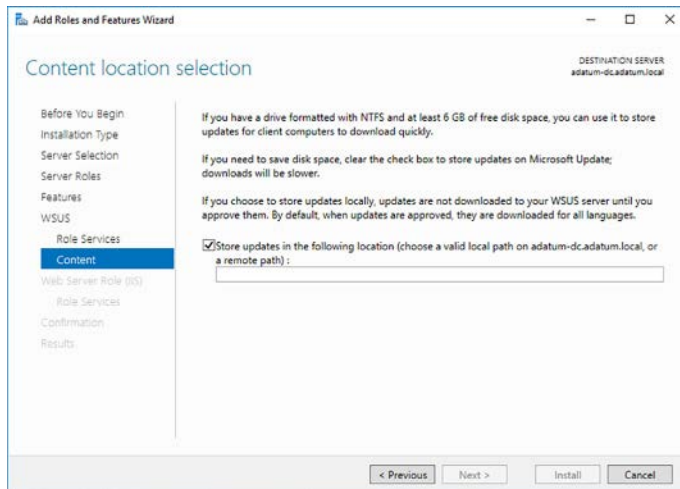 Add Roles and Features Wizard
Content location selection
DESTINATION SERVER
adatum-dc.adatum.local
Before You Begin
Installation Type
Server Selection
Server Roles
Features
WSUS
Role Services
Content
Web Server Role (IIS)
Role Services
Confirmation
Results
If you have a drive formatted with NTFS and at least 6 GB of free disk space, you can use it to store
updates for client computers to download quickly.
If you need to save disk space, clear the check box to store updates on Microsoft Update;
downloads will be slower.
If you choose to store updates locally, updates are not downloaded to your WSUS server until you
approve them. By default, when updates are approved, they are downloaded for all languages.
Store updates in the following location (choose a valid local path on adatum-dc.adatum.local, or
a remote path) :
< Previous
Next >
Install
Cancel